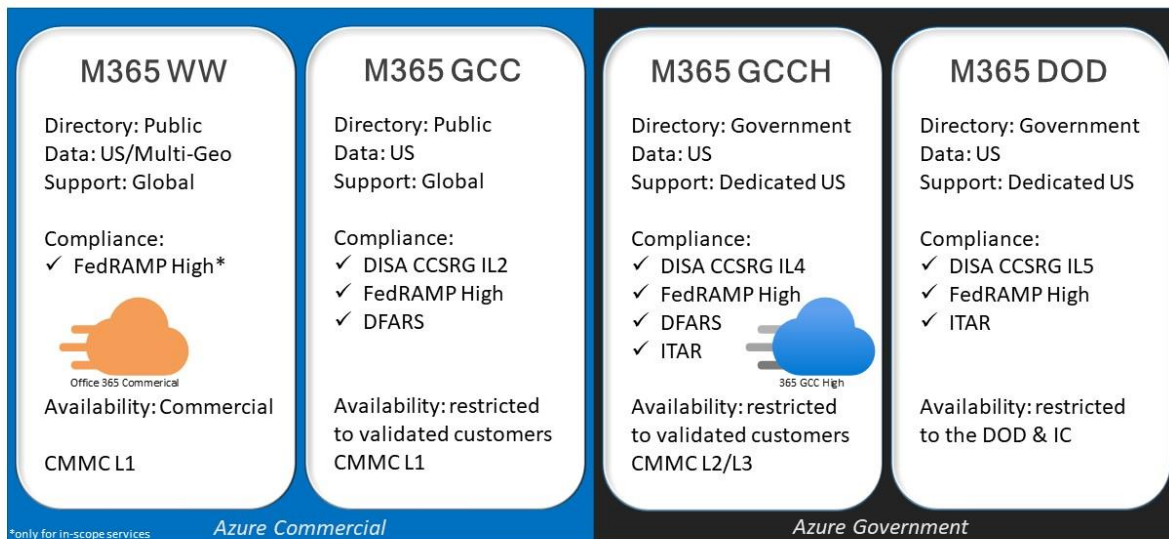 M365 WW
Directory: Public
Data: US/Multi-Geo
Support: Global
Compliance:
✓ FedRAMP High*
Office 365 Commerical
Availability: Commercial
CMMC L1
M365 GCC
Directory: Public
Data: US
Support: Global
Compliance:
✓ DISA CCSRG IL2
✓ FedRAMP High
✓ DFARS
Availability: restricted
to validated customers
CMMC L1
M365 GCCH
Directory: Government
Data: US
Support: Dedicated US
Compliance:
✓ DISA CCSRG IL4
✓ FedRAMP High
✓ DFARS
✓ ITAR
365 GCC High
Availability: restricted
to validated customers
CMMC L2/L3
M365 DOD
Directory: Government
Data: US
Support: Dedicated US
Compliance:
✓ DISA CCSRG IL5
✓ FedRAMP High
✓ ITAR
Availability: restricted
to the DOD & IC
*only for in-scope services
Azure Commercial
Azure Government